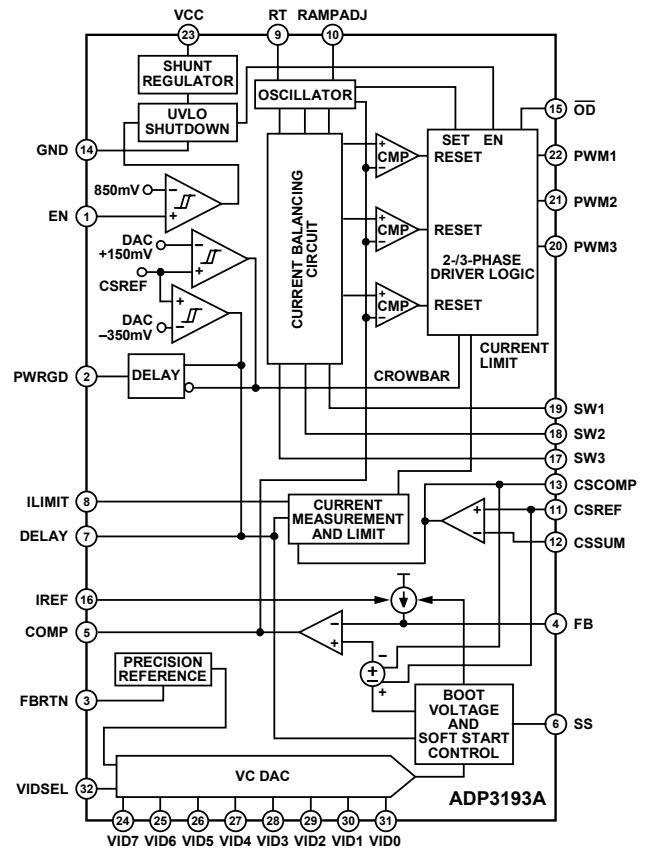 VCC
RT
RAMPADJ
23
9
10
SHUNT
REGULATOR
OSCILLATOR
UVLO
SHUTDOWN
15
OD
GND
14
SET
EN
22
PWM1
+
–
CMP
RESET
850mV
–
+
EN
1
21
PWM2
DAC
+150mV
–
+
CSREF
CURRENT BALANCING
CIRCUIT
+
–
CMP
RESET
2-/3-PHASE
DRIVER LOGIC
20
PWM3
+
–
DAC
–350mV
+
–
CMP
RESET
CURRENT
LIMIT
PWRGD
2
DELAY
CROWBAR
19
SW1
18
SW2
17
SW3
13
CSCOMP
ILIMIT
8
CURRENT
MEASUREMENT
AND LIMIT
+
–
11
CSREF
DELAY
7
12
CSSUM
IREF
16
COMP
5
–
+
4
FB
–
+
–
+
PRECISION
REFERENCE
FBRTN
3
BOOT
VOLTAGE
AND
SOFT START
CONTROL
6
SS
VIDSEL
32
VC DAC
ADP3193A
24
25
26
27
28
29
30
31
VID7
VID6
VID5
VID4
VID3
VID2
VID1
VID0